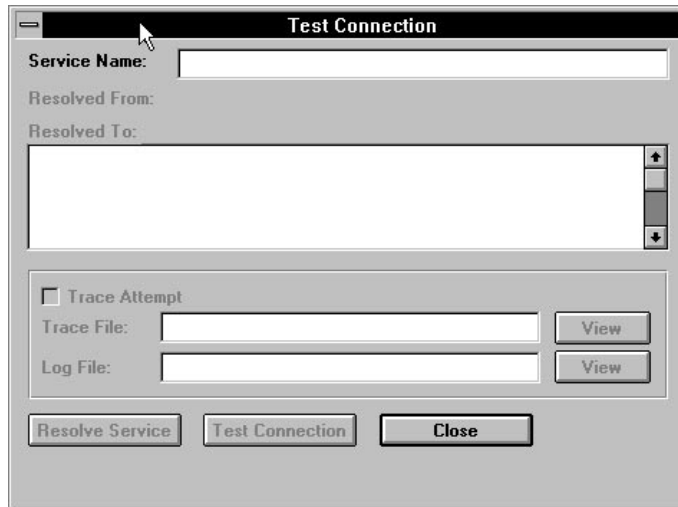 Test Connection
Service Name:
Resolved From:
Resolved To:
Trace Attempt
Trace File: View
Log File: View
Resolve Service Test Connection Close